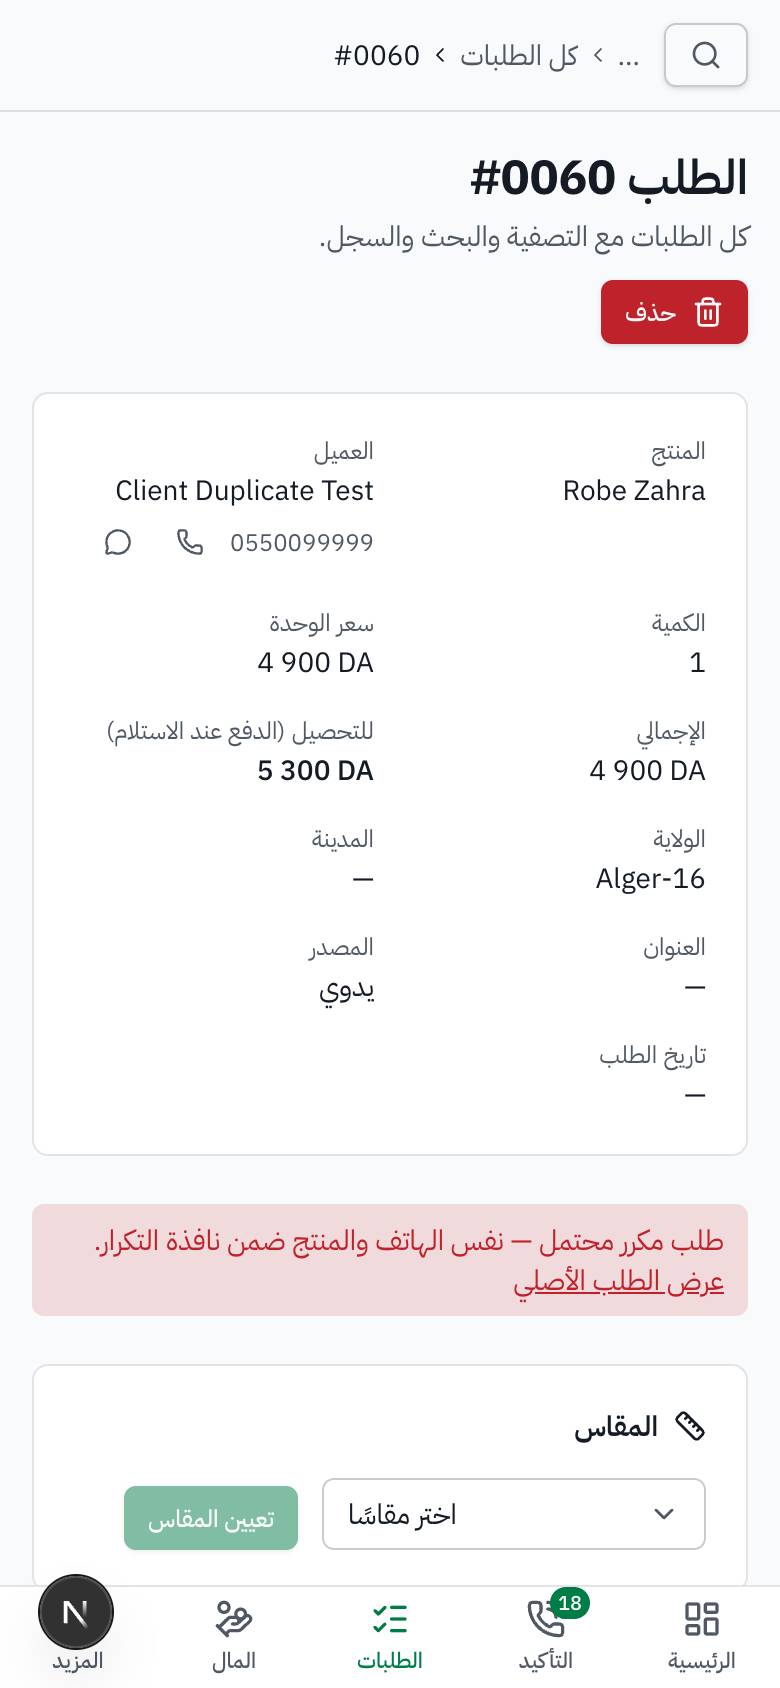 ... › كل الطلبات › #0060
الطلب #0060
كل الطلبات مع التصفية والبحث والسجل.
حذف
المنتج
Robe Zahra
العميل
Client Duplicate Test
0550099999
الكمية
1
سعر الوحدة
4 900 DA
الإجمالي
4 900 DA
للتحصيل (الدفع عند الاستلام)
5 300 DA
الولاية
Alger-16
المدينة
—
العنوان
—
المصدر
يدوي
تاريخ الطلب
—
طلب مكرر محتمل — نفس الهاتف والمنتج ضمن نافذة التكرار.
عرض الطلب الأصلي
المقاس
اختر مقاسًا
تعيين المقاس
الرئيسية
18
التأكيد
الطلبات
المال
N
المزيد